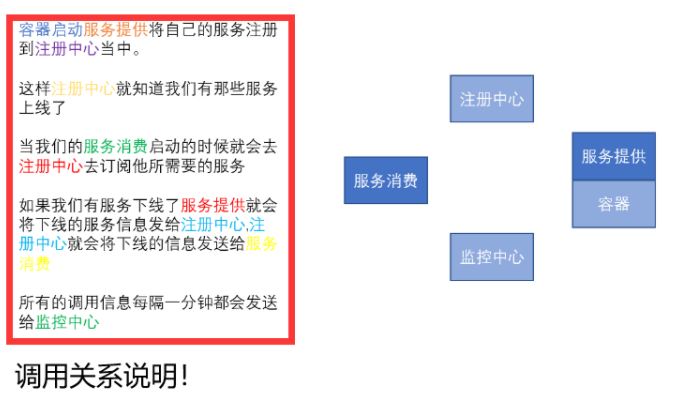 容器启动服务提供将自己的服务注册
到注册中心当中。
这样注册中心就知道我们有那些服务
上线了
当我们的服务消费启动的时候就会去
注册中心去订阅他所需要的服务
如果我们有服务下线了服务提供就会
将下线的服务信息发给注册中心,注
册中心就会将下线的信息发送给服务
消费
所有的调用信息每隔一分钟都会发送
给监控中心
调用关系说明!
注册中心
服务提供
服务消费
容器
监控中心